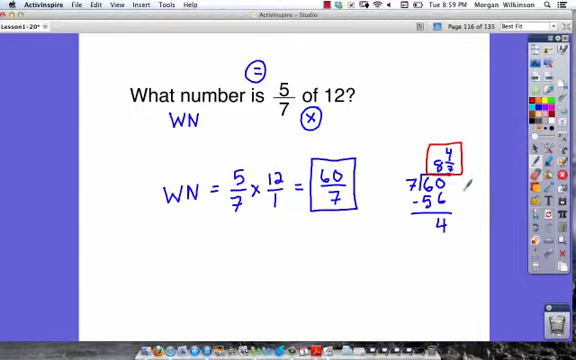 ActivInspire File Edit View Insert Tools Help Tue 8:59 PM Morgan Wilkinson
ActivInspire - Studio
Lesson1-20* Page 116 of 135 Best Fit
=
What number is 5/7 of 12?
WN x
WN = 5/7 x 12/1 = 60/7
8 4/7
7 60
-56
4